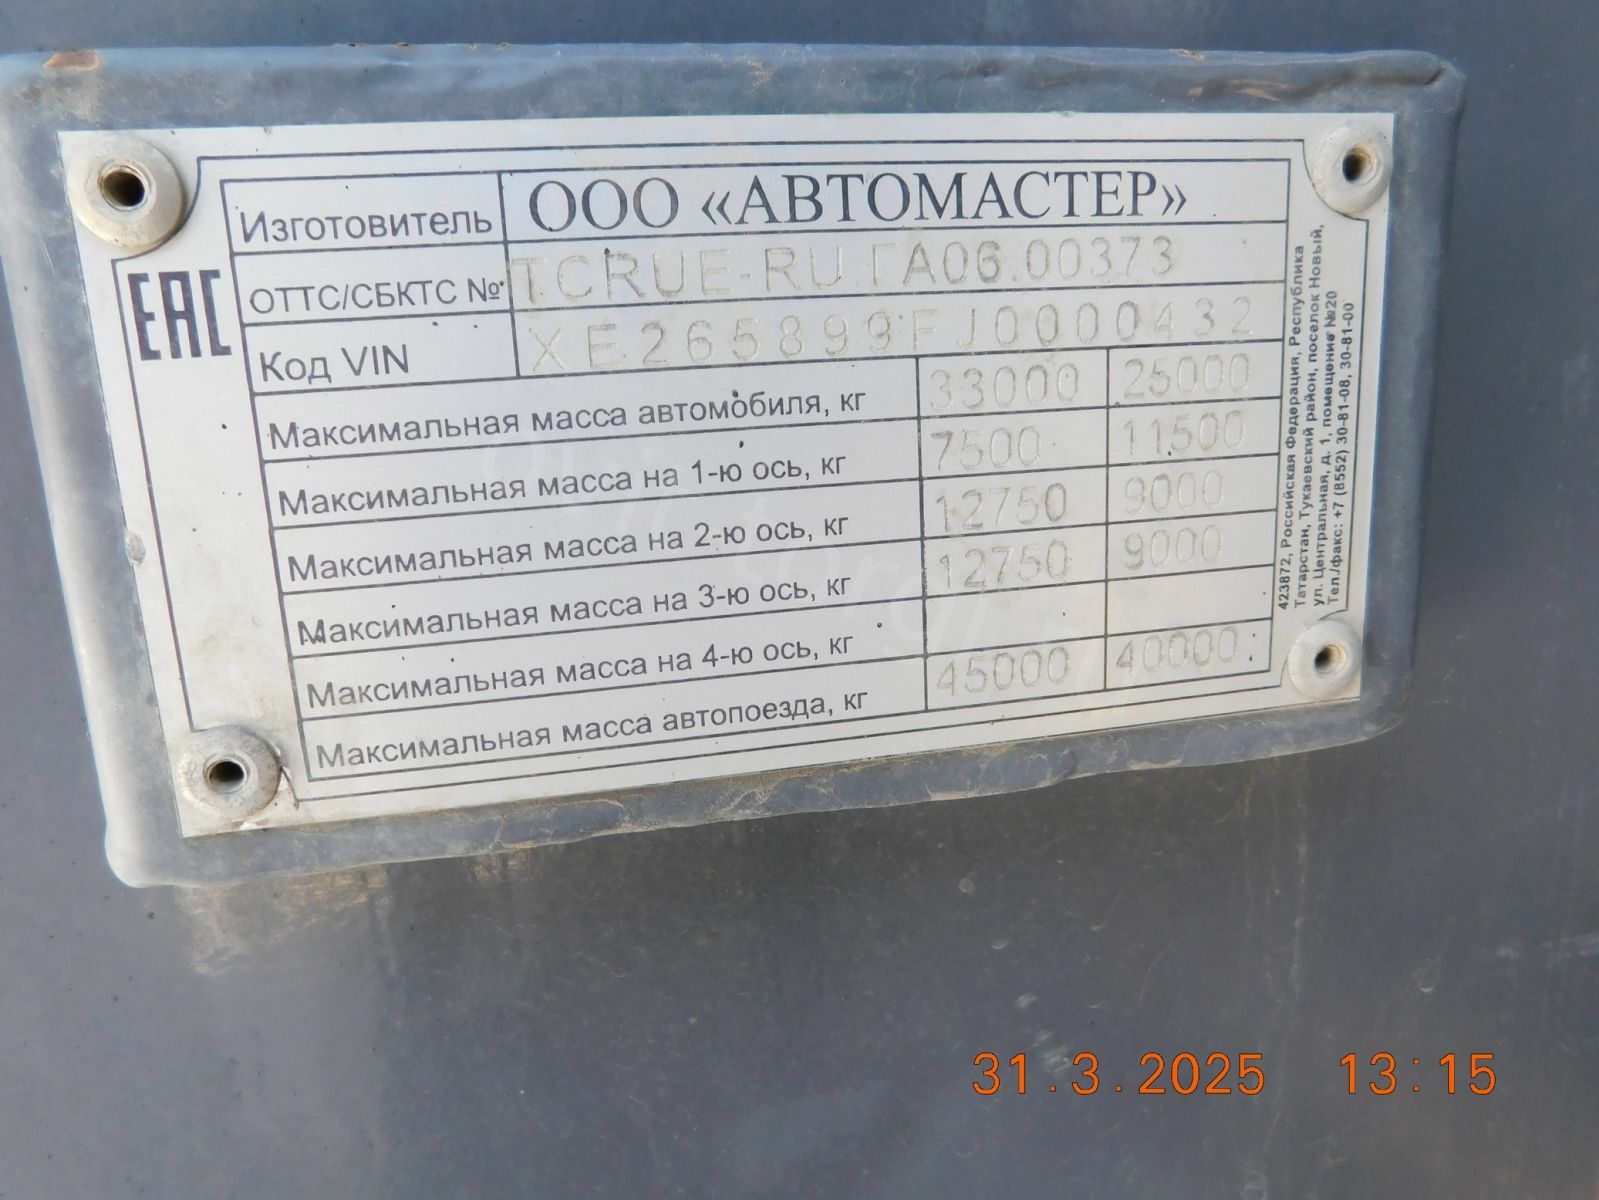 Изготовитель ООО «АВТОМАСТЕР»
ОТТС/СБКТС № ТСRUE-RU.ГА06.00373
Код VIN XE265899FJ0000432
Максимальная масса автомобиля, кг 33000 25000
Максимальная масса на 1-ю ось, кг 7500 11500
Максимальная масса на 2-ю ось, кг 12750 9000
Максимальная масса на 3-ю ось, кг 12750 9000
Максимальная масса на 4-ю ось, кг
Максимальная масса автопоезда, кг 45000 40000
EAC
423872, Российская Федерация, Республика
Татарстан, Тукаевский район, поселок Новый,
ул. Центральная, д. 1, помещение №20
Тел./факс: +7 (8552) 30-81-08, 30-81-00
31.3.2025 13:15